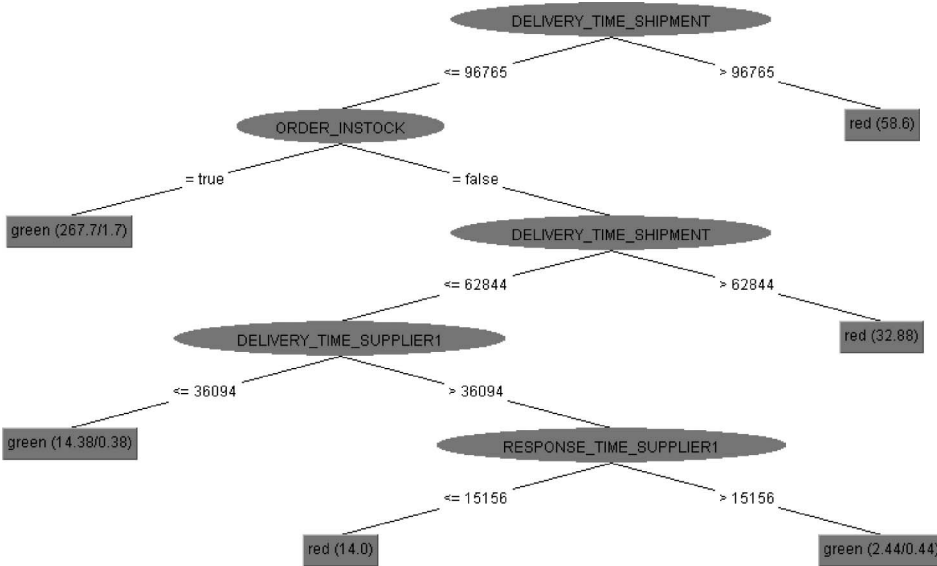 DELIVERY_TIME_SHIPMENT
<= 96765
> 96765
ORDER_INSTOCK
red (58.6)
= true
= false
green (267.7/1.7)
DELIVERY_TIME_SHIPMENT
<= 62844
> 62844
DELIVERY_TIME_SUPPLIER1
red (32.88)
<= 36094
> 36094
green (14.38/0.38)
RESPONSE_TIME_SUPPLIER1
<= 15156
> 15156
red (14.0)
green (2.44/0.44)